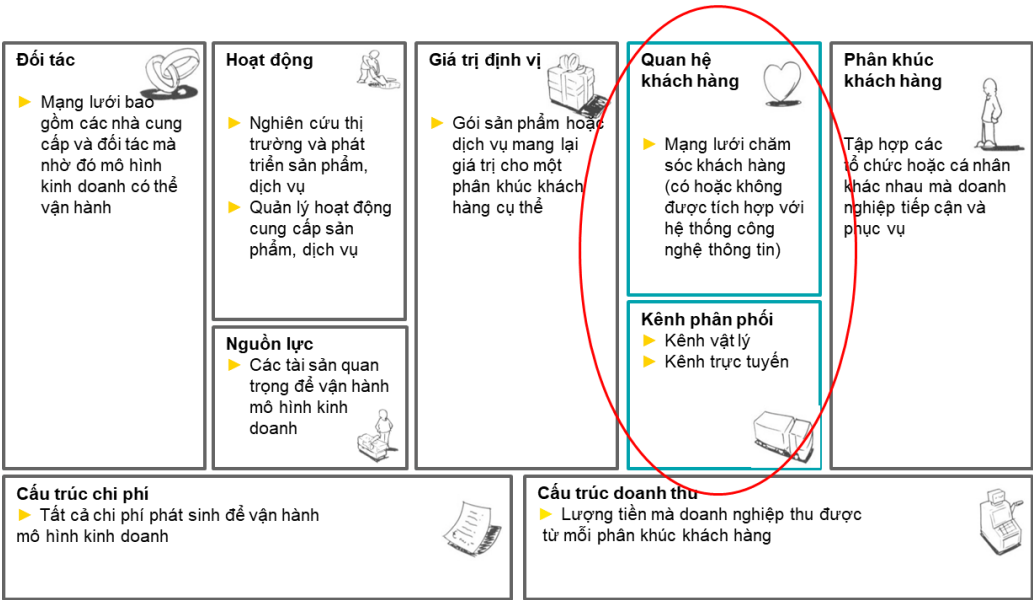 Đối tác
► Mạng lưới bao
gồm các nhà cung
cấp và đối tác mà
nhờ đó mô hình
kinh doanh có thể
vận hành
Hoạt động
► Nghiên cứu thị
trường và phát
triển sản phẩm,
dịch vụ
► Quản lý hoạt động
cung cấp sản
phẩm, dịch vụ
Nguồn lực
► Các tài sản quan
trọng để vận hành
mô hình kinh
doanh
Giá trị định vị
► Gói sản phẩm hoặc
dịch vụ mang lại
giá trị cho một
phân khúc khách
hàng cụ thể
Quan hệ
khách hàng
► Mạng lưới chăm
sóc khách hàng
(có hoặc không
được tích hợp với
hệ thống công
nghệ thông tin)
Kênh phân phối
► Kênh vật lý
► Kênh trực tuyến
Phân khúc
khách hàng
Tập hợp các
tổ chức hoặc cá nhân
khác nhau mà doanh
nghiệp tiếp cận và
phục vụ
Cấu trúc chi phí
► Tất cả chi phí phát sinh để vận hành
mô hình kinh doanh
Cấu trúc doanh thu
► Lượng tiền mà doanh nghiệp thu được
từ mỗi phân khúc khách hàng